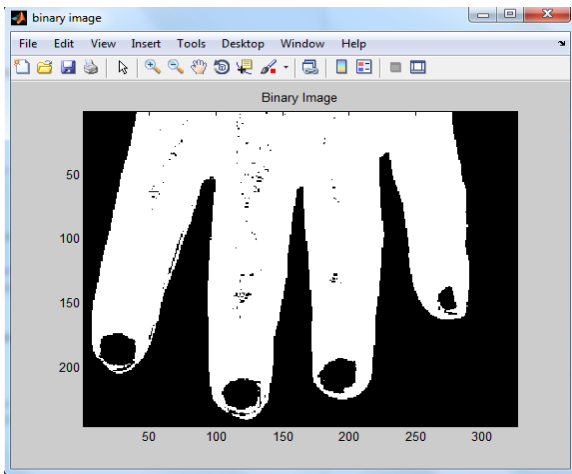 binary image
File Edit View Insert Tools Desktop Window Help
Binary Image
50
100
150
200
50 100 150 200 250 300